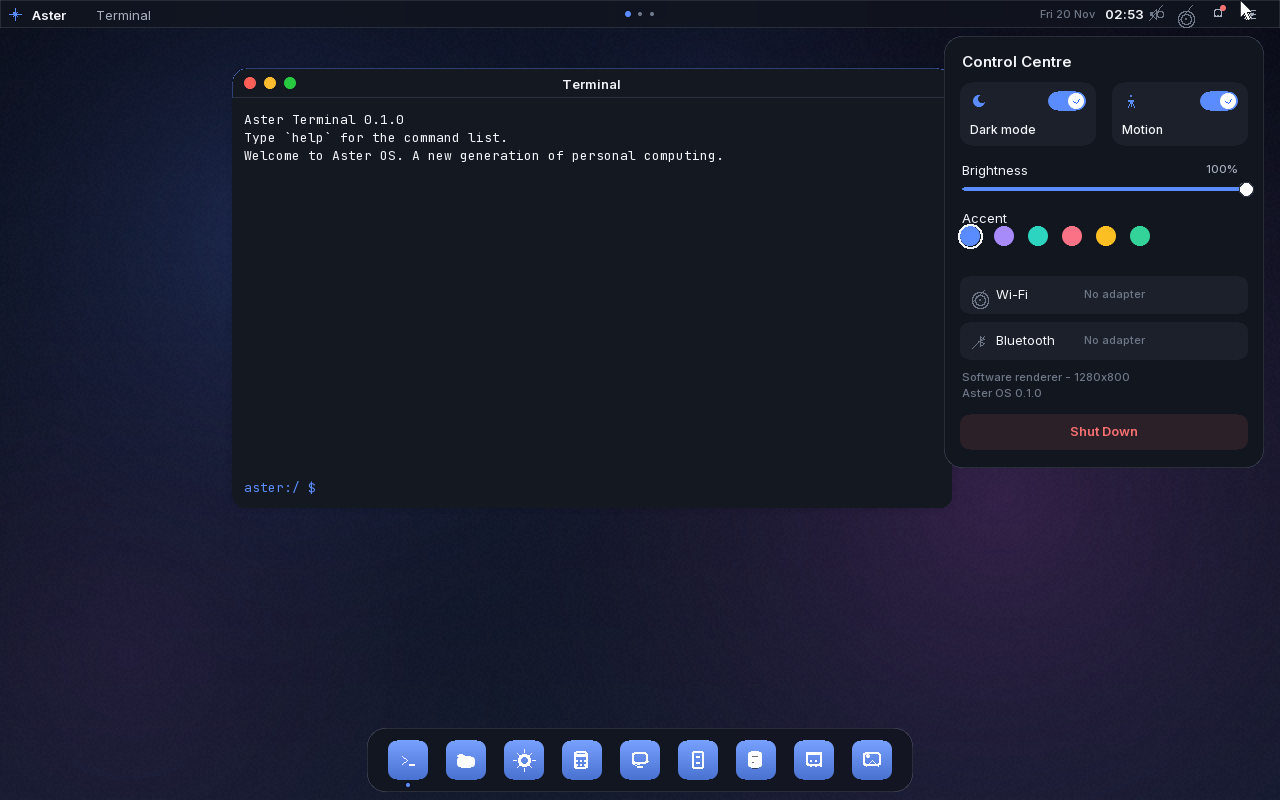 Aster Terminal Fri 20 Nov 02:53
Terminal
Aster Terminal 0.1.0
Type `help` for the command list.
Welcome to Aster OS. A new generation of personal computing.
aster:/ $
Control Centre
Dark mode
Motion
Brightness 100%
Accent
Wi-Fi No adapter
Bluetooth No adapter
Software renderer - 1280x800
Aster OS 0.1.0
Shut Down